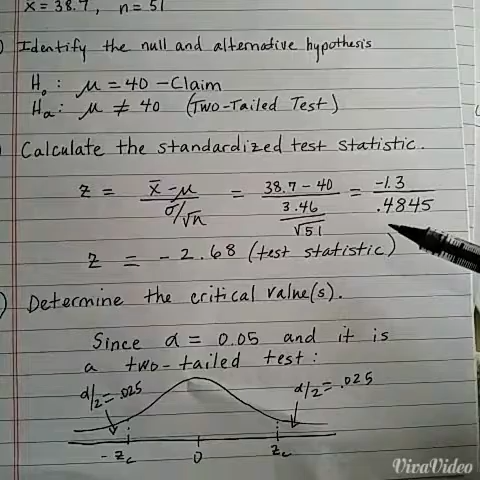 x̄ = 38.7, n = 51
) Identify the null and alternative hypothesis
H₀ : μ = 40 - Claim
Hₐ : μ ≠ 40 (Two-Tailed Test)
) Calculate the standardized test statistic.
z = x̄ - μ / σ/√n = 38.7 - 40 / 3.46/√51 = -1.3 / .4845
z = -2.68 (test statistic)
) Determine the critical value(s).
Since α = 0.05 and it is
a two-tailed test:
α/2 = .025 α/2 = .025
-z꜀ 0 z꜀
VivaVideo